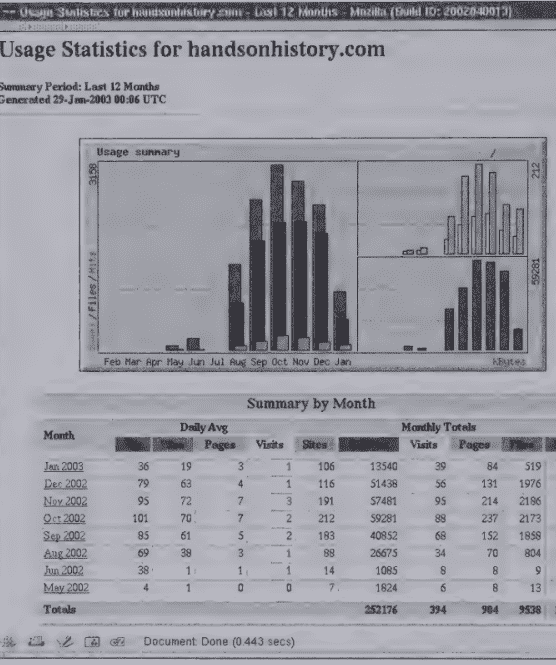 Usage Statistics for handsonhistory.com - Last 12 Months - Mozilla {Build ID: 2002040813}
Usage Statistics for handsonhistory.com
Summary Period: Last 12 Months
Generated 29-Jan-2003 00:06 UTC
Usage summary /
3158
212
59281
/Files/Hits
Feb Mar Apr May Jun Jul Aug Sep Oct Nov Dec Jan
kBytes
Summary by Month
Month Daily Avg Monthly Totals
Pages Visits Sites Visits Pages
Jan 2003 36 19 3 1 106 13540 39 84 519
Dec 2002 79 63 4 1 116 51438 56 131 1976
Nov 2002 95 72 7 3 191 57481 95 214 2186
Oct 2002 101 70 7 2 212 59281 88 237 2173
Sep 2002 85 61 5 2 183 40852 68 152 1858
Aug 2002 69 38 3 1 88 26675 34 70 804
Jun 2002 38 1 1 1 14 1085 8 8 9
May 2002 4 1 0 0 7 1824 6 8 13
Totals 252176 394 984 9538
Document: Done (0.443 secs)